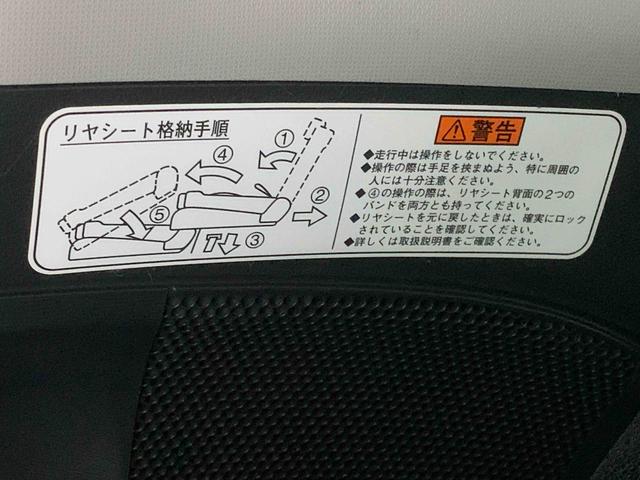 リヤシート格納手順
①
④
②
⑤
③
警告
◆走行中は操作をしないでください。
◆操作の際は手足を挟まぬよう、特に周囲の
人には十分注意ください。
◆④の操作の際は、リヤシート背面の2つの
バンドを両方とも持ってください。
◆リヤシートを元に戻したときは、確実にロック
されていることを確認してください。
◆詳しくは取扱説明書をご確認ください。